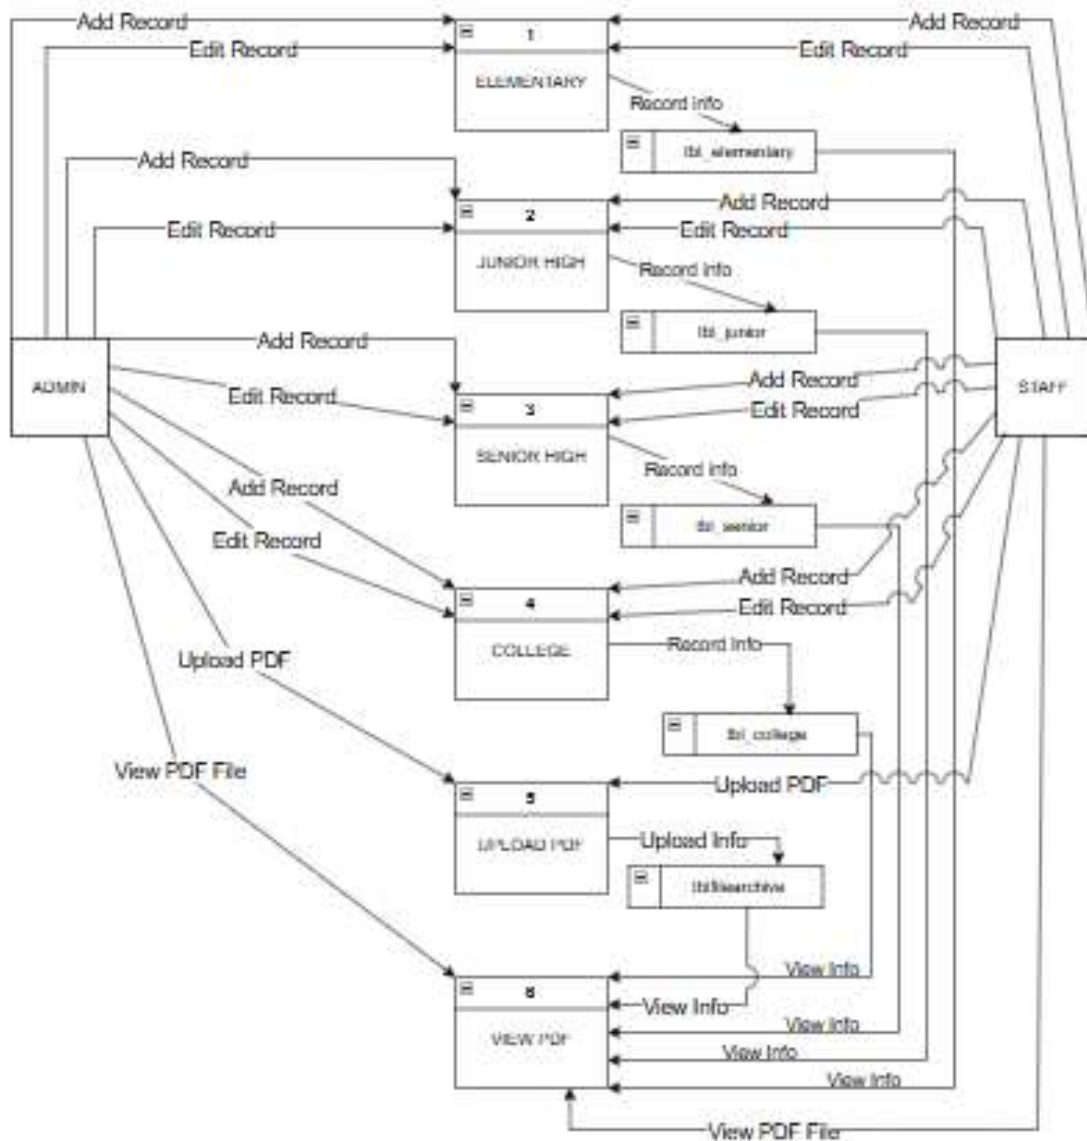 Add Record
1
Add Record
Edit Record
Edit Record
ELEMENTARY
Record info
tbl_elementary
Add Record
2
Add Record
Edit Record
Edit Record
JUNIOR HIGH
Record info
tbl_junior
Add Record
ADMIN
STAFF
Add Record
Edit Record
3
Edit Record
SENIOR HIGH
Record info
Add Record
tbl_senior
Edit Record
Add Record
4
Edit Record
COLLEGE
Record Info
Upload PDF
tbl_college
View PDF File
Upload PDF
5
UPLOAD PDF
Upload Info
tblfilearchive
View Info
6
View Info
View Info
VIEW PDF
View Info
View Info
View PDF File